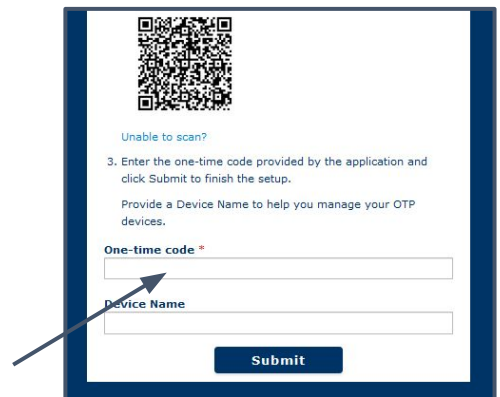 Unable to scan?
3. Enter the one-time code provided by the application and
click Submit to finish the setup.
Provide a Device Name to help you manage your OTP
devices.
One-time code *
Device Name
Submit